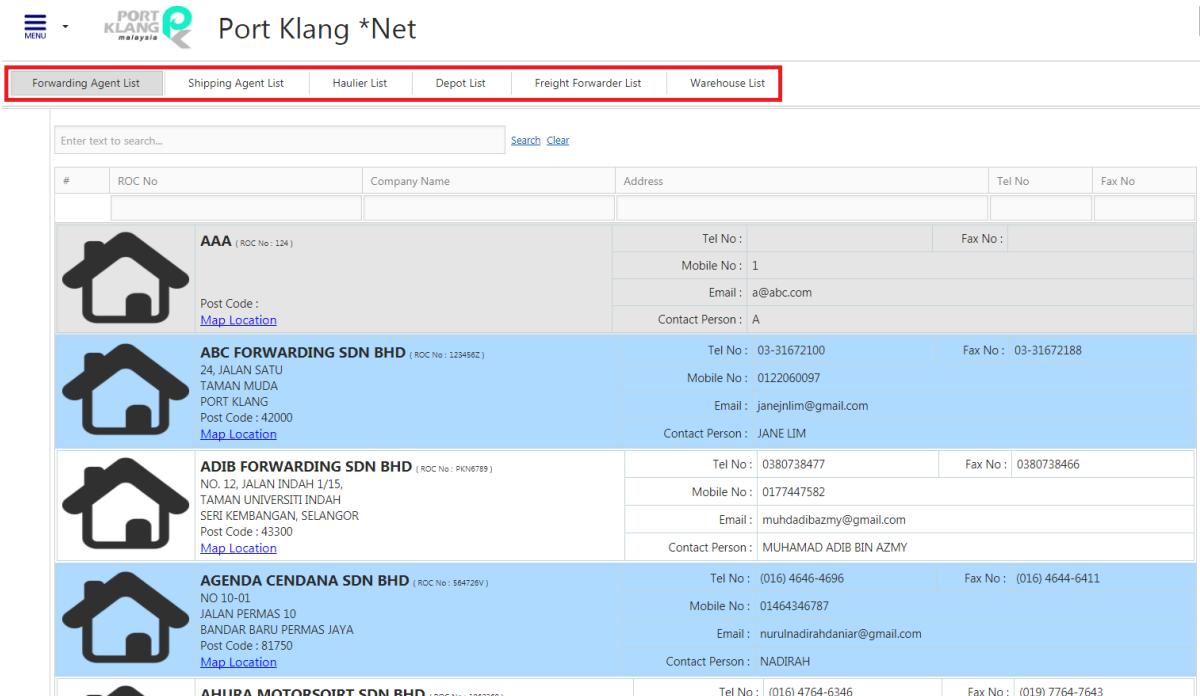 MENU
PORT KLANG malaysia
Port Klang *Net
Forwarding Agent List Shipping Agent List Haulier List Depot List Freight Forwarder List Warehouse List
Enter text to search... Search Clear
# ROC No Company Name Address Tel No Fax No
AAA ( ROC No : 124 ) Tel No : Fax No :
Mobile No : 1
Email : a@abc.com
Post Code :
Map Location Contact Person : A
ABC FORWARDING SDN BHD ( ROC No : 123456Z ) Tel No : 03-31672100 Fax No : 03-31672188
24, JALAN SATU
TAMAN MUDA Mobile No : 0122060097
PORT KLANG Email : janejnlim@gmail.com
Post Code : 42000
Map Location Contact Person : JANE LIM
ADIB FORWARDING SDN BHD ( ROC No : PKN6789 ) Tel No : 0380738477 Fax No : 0380738466
NO. 12, JALAN INDAH 1/15, Mobile No : 0177447582
TAMAN UNIVERSITI INDAH
SERI KEMBANGAN, SELANGOR Email : muhdadibazmy@gmail.com
Post Code : 43300
Map Location Contact Person : MUHAMAD ADIB BIN AZMY
AGENDA CENDANA SDN BHD ( ROC No : 564726V ) Tel No : (016) 4646-4696 Fax No : (016) 4644-6411
NO 10-01
JALAN PERMAS 10 Mobile No : 01464346787
BANDAR BARU PERMAS JAYA Email : nurulnadirahdaniar@gmail.com
Post Code : 81750
Map Location Contact Person : NADIRAH
AHURA MOTORSOIRT SDN BHD Tel No : (016) 4764-6346 Fax No : (019) 7764-7643